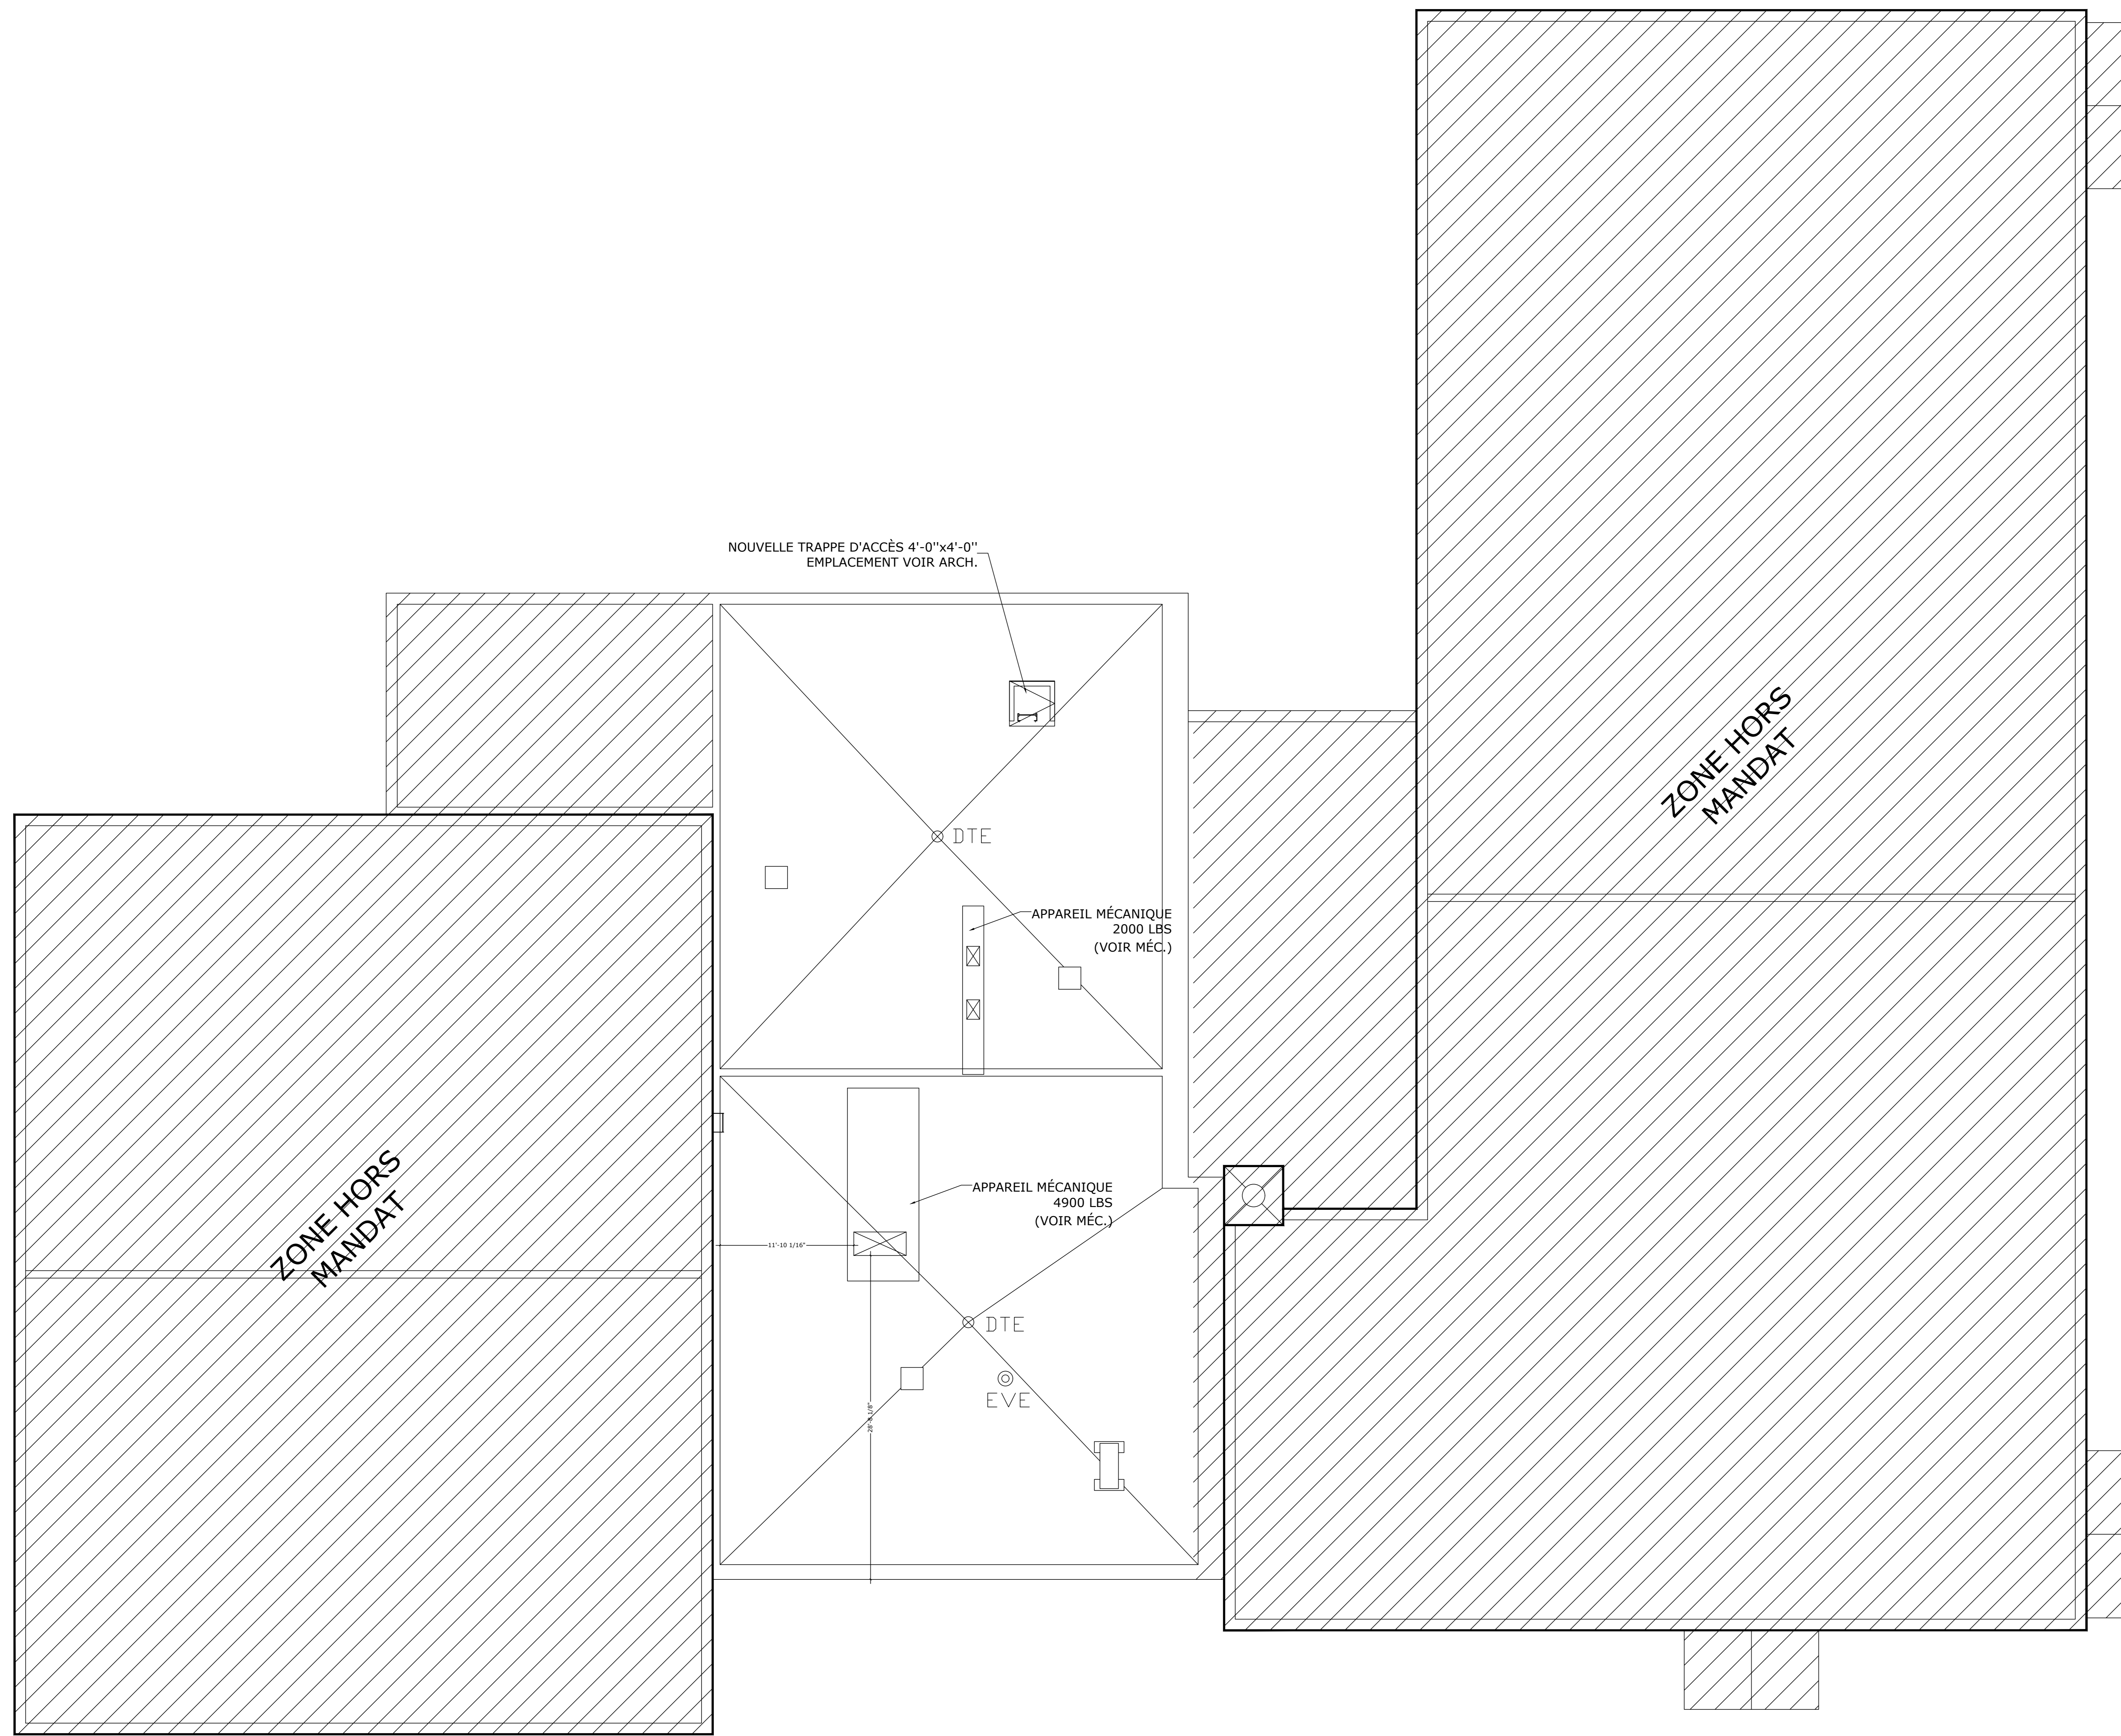 NOUVELLE TRAPPE D'ACCÈS 4'-0''x4'-0''
EMPLACEMENT VOIR ARCH.
ZONE HORS
MANDAT
DTE
APPAREIL MÉCANIQUE
2000 LBS
(VOIR MÉC.)
ZONE HORS
MANDAT
APPAREIL MÉCANIQUE
4900 LBS
(VOIR MÉC.)
11'-10 1/16"
DTE
EVE